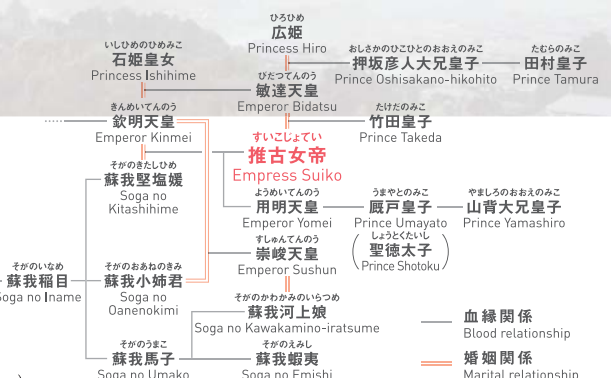 ひろひめ
広姫
Princess Hiro
いしひめのひめみこ
石姫皇女
Princess Ishihime
おしさかのひこひとのおおえのみこ
押坂彦人大兄皇子
Prince Oshisakano-hikohito
たむらのみこ
田村皇子
Prince Tamura
びだつてんのう
敏達天皇
Emperor Bidatsu
きんめいてんのう
欽明天皇
Emperor Kinmei
たけだのみこ
竹田皇子
Prince Takeda
すいこじょてい
推古女帝
Empress Suiko
そがのきたしひめ
蘇我堅塩媛
Soga no
Kitashihime
ようめいてんのう
用明天皇
Emperor Yomei
うまやとのみこ
厩戸皇子
Prince Umayato
しょうとくたいし
聖徳太子
Prince Shotoku
やましろのおおえのみこ
山背大兄皇子
Prince Yamashiro
すしゅんてんのう
崇峻天皇
Emperor Sushun
そがのいなめ
蘇我稲目
Soga no Iname
そがのおあねのきみ
蘇我小姉君
Soga no
Oanenokimi
そがのかわかみのいらつめ
蘇我河上娘
Soga no Kawakamino-iratsume
そがのうまこ
蘇我馬子
Soga no Umako
そがのえみし
蘇我蝦夷
Soga no Emishi
血縁関係
Blood relationship
婚姻関係
Marital relationship